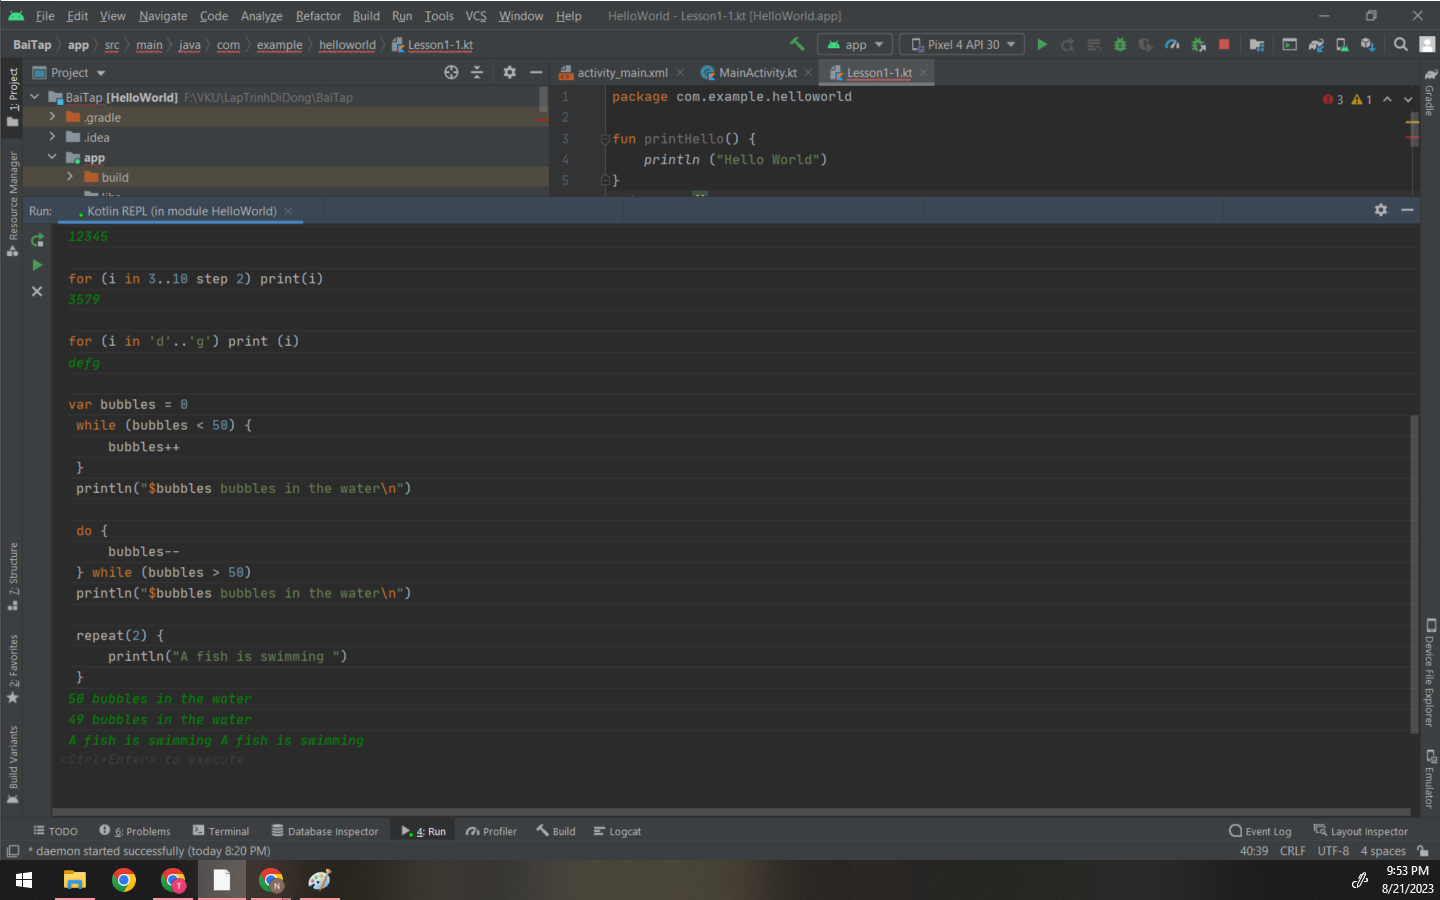 File Edit View Navigate Code Analyze Refactor Build Run Tools VCS Window Help HelloWorld - Lesson1-1.kt [HelloWorld.app]
BaiTap app src main java com example helloworld Lesson1-1.kt app Pixel 4 API 30
Project activity_main.xml MainActivity.kt Lesson1-1.kt
1: Project
Resource Manager
Z: Structure
2: Favorites
Build Variants
Gradle
Device File Explorer
Emulator
BaiTap [HelloWorld] F:\VKU\LapTrinhDiDong\BaiTap
.gradle
.idea
app
build
1 package com.example.helloworld
3 1
2
3 fun printHello() {
4 println ("Hello World")
5 }
Run: Kotlin REPL (in module HelloWorld)
12345
for (i in 3..10 step 2) print(i)
3579
for (i in 'd'..'g') print (i)
defg
var bubbles = 0
while (bubbles < 50) {
bubbles++
}
println("$bubbles bubbles in the water\n")
do {
bubbles--
} while (bubbles > 50)
println("$bubbles bubbles in the water\n")
repeat(2) {
println("A fish is swimming ")
}
50 bubbles in the water
49 bubbles in the water
A fish is swimming A fish is swimming
<Ctrl+Enter> to execute
TODO 6: Problems Terminal Database Inspector 4: Run Profiler Build Logcat Event Log Layout Inspector
* daemon started successfully (today 8:20 PM) 40:39 CRLF UTF-8 4 spaces
T N
9:53 PM
8/21/2023